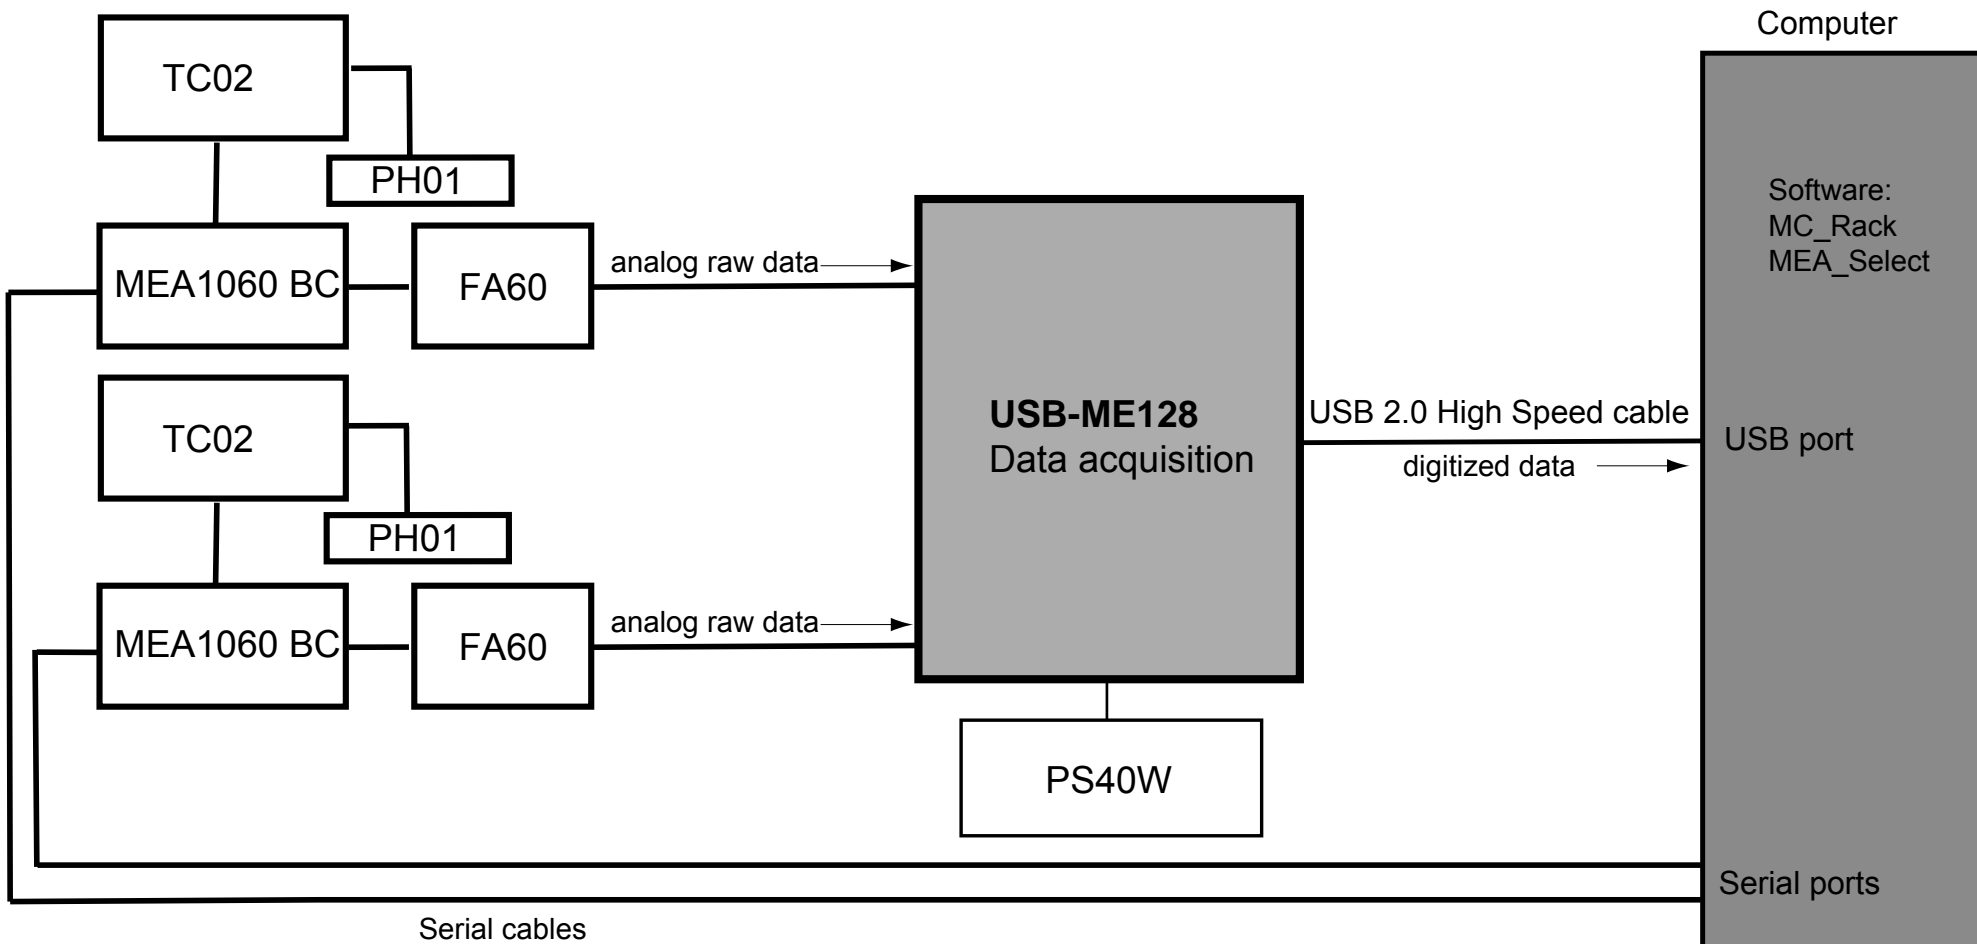 Computer
TC02
PH01
Software:
MC_Rack
MEA_Select
MEA1060 BC
FA60
analog raw data
TC02
PH01
USB-ME128
Data acquisition
USB 2.0 High Speed cable
digitized data
USB port
MEA1060 BC
FA60
analog raw data
PS40W
Serial ports
Serial cables